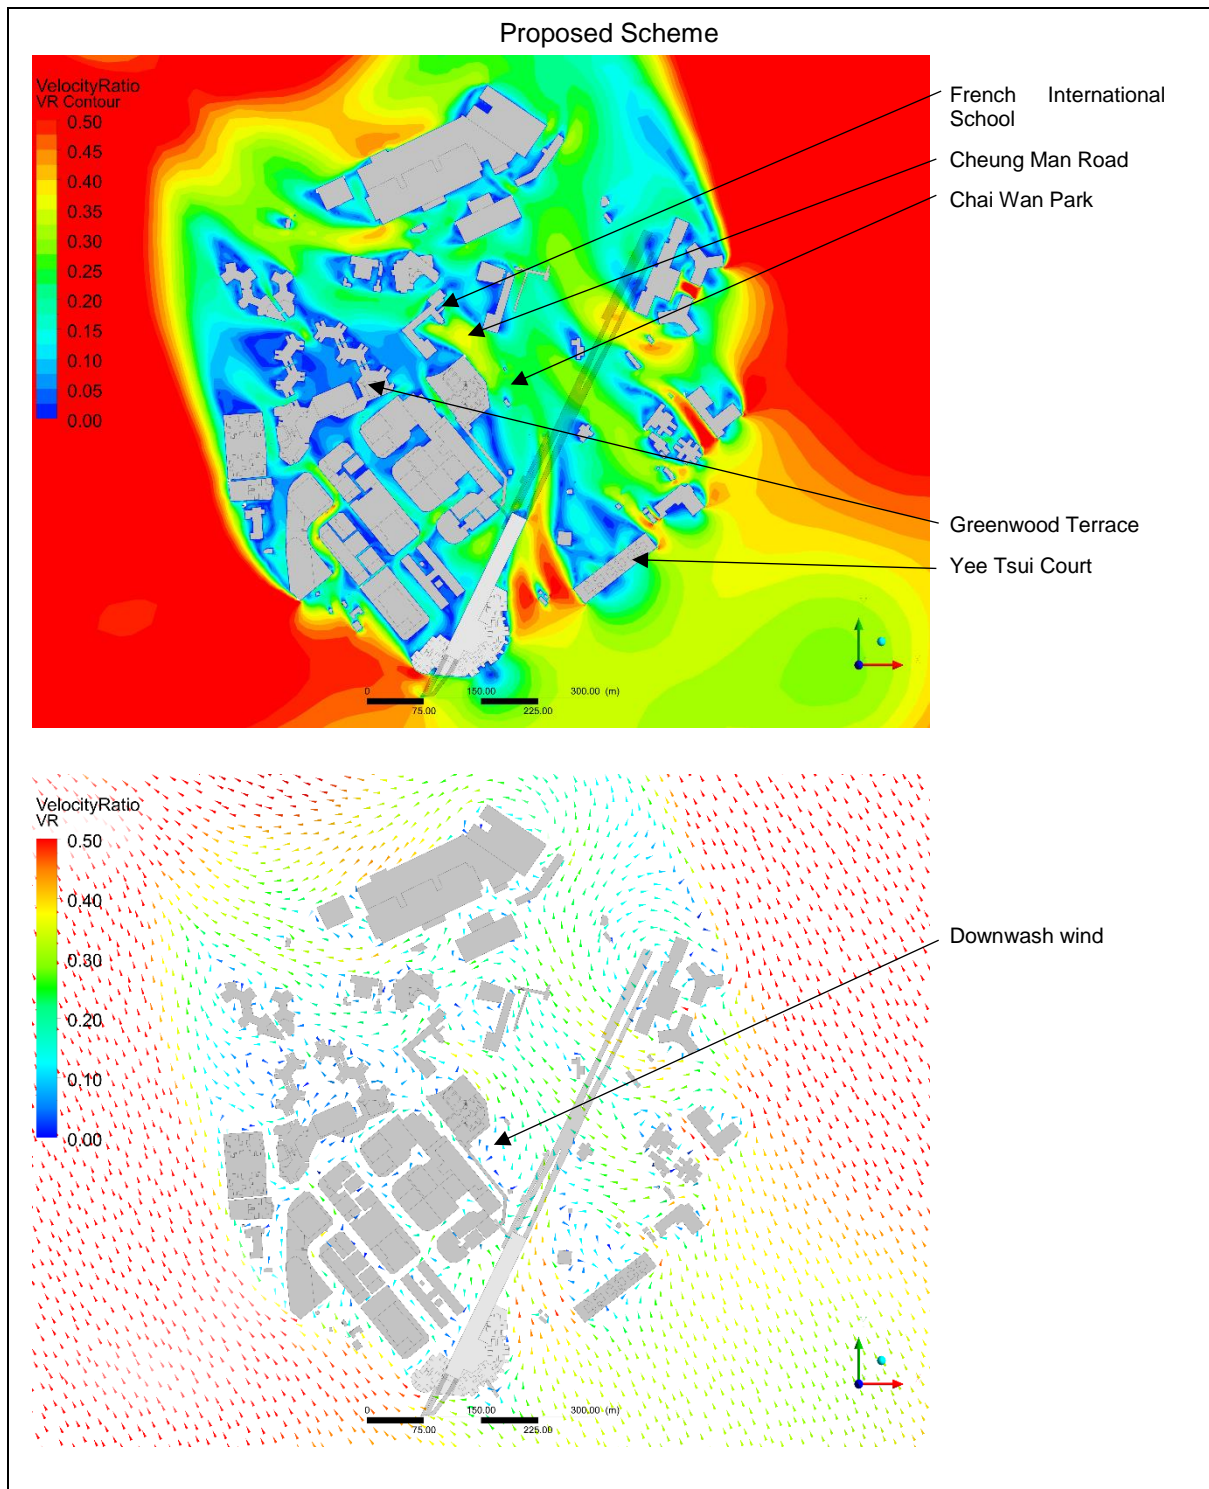 Proposed Scheme
VelocityRatio
VR Contour
0.50
0.45
0.40
0.35
0.30
0.25
0.20
0.15
0.10
0.05
0.00
French International
School
Cheung Man Road
Chai Wan Park
Greenwood Terrace
Yee Tsui Court
0 150.00 300.00 (m)
75.00 225.00
VelocityRatio
VR
0.50
0.40
0.30
0.20
0.10
0.00
Downwash wind
0 150.00 300.00 (m)
75.00 225.00